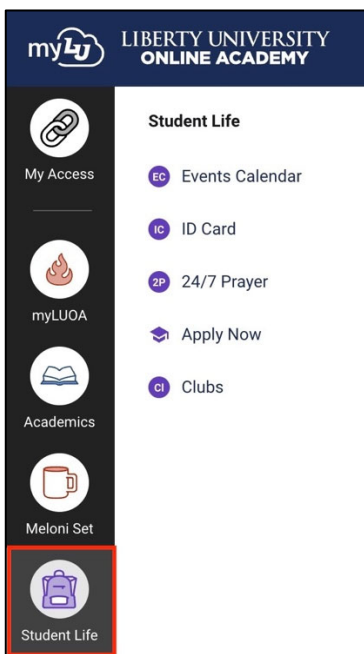 myLU
LIBERTY UNIVERSITY
ONLINE ACADEMY
My Access
myLUOA
Academics
Meloni Set
Student Life
Student Life
EC Events Calendar
IC ID Card
2P 24/7 Prayer
Apply Now
Cl Clubs